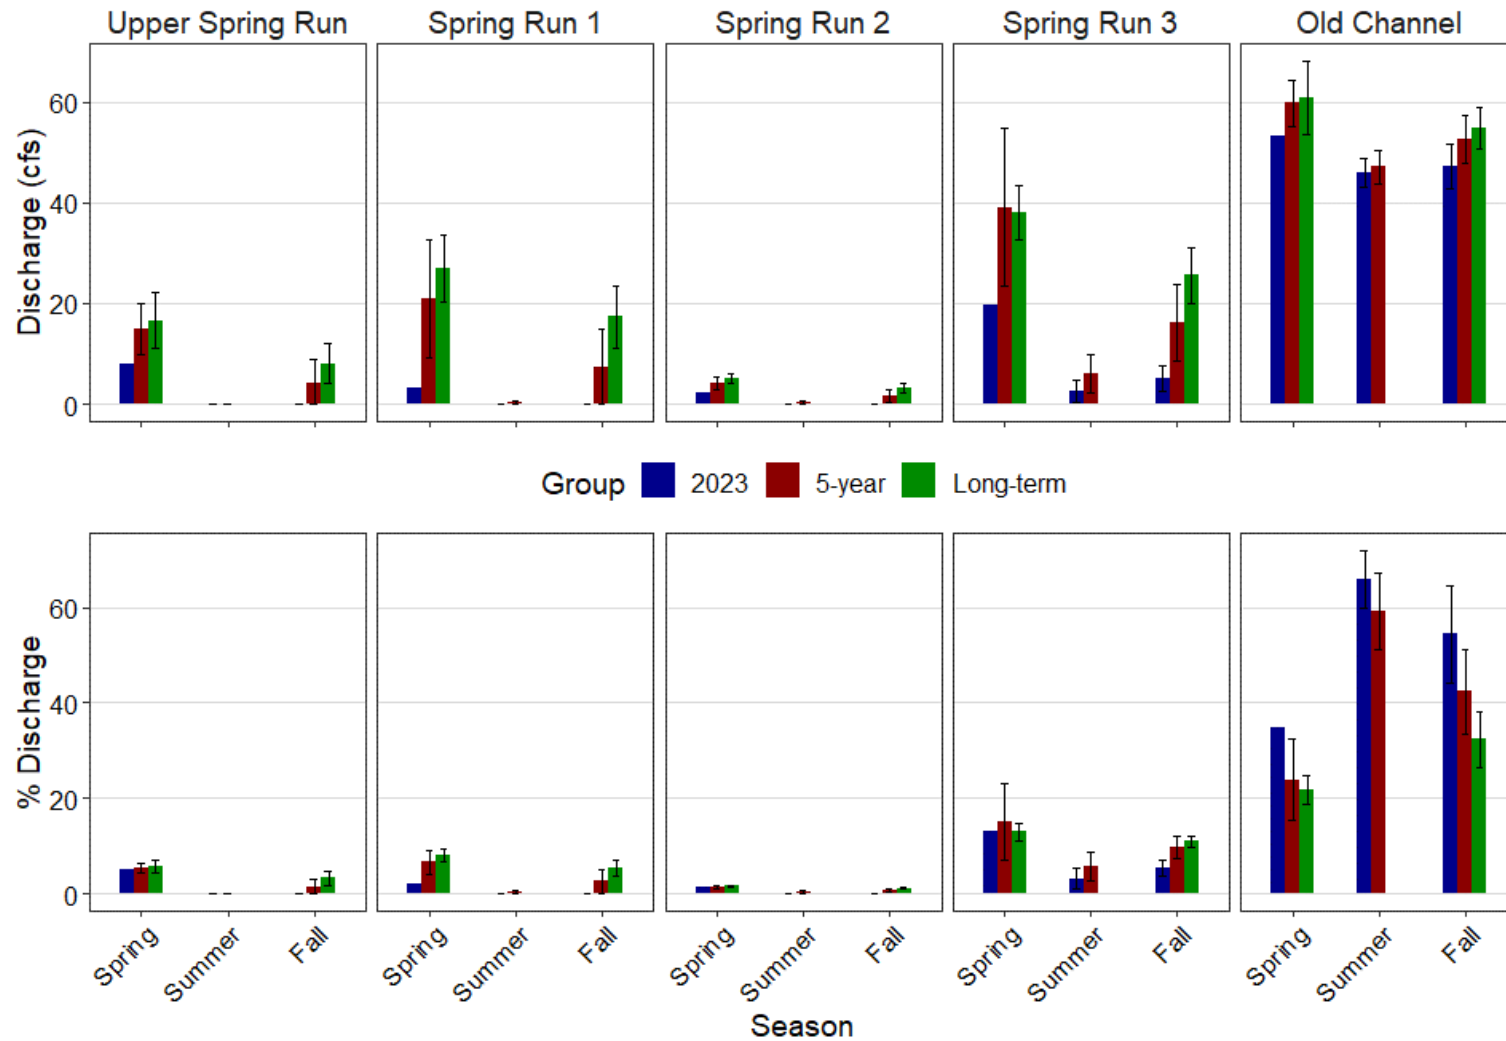 Upper Spring Run Spring Run 1 Spring Run 2 Spring Run 3 Old Channel
Discharge (cfs)
60
40
20
0
Group 2023 5-year Long-term
% Discharge
60
40
20
0
Spring Summer Fall Spring Summer Fall Spring Summer Fall Spring Summer Fall Spring Summer Fall
Season